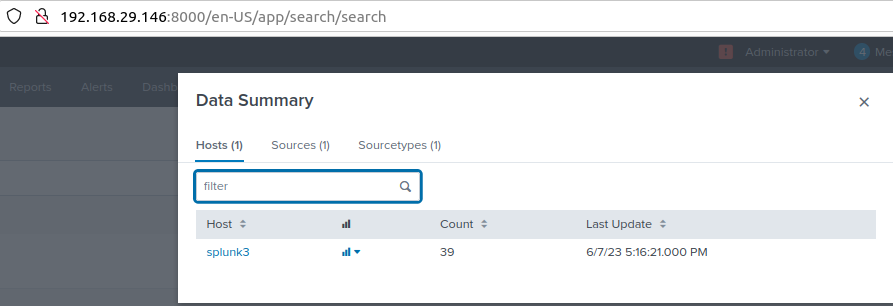 192.168.29.146:8000/en-US/app/search/search
Administrator 4 Me
Reports Alerts Dashb
Data Summary
Hosts (1) Sources (1) Sourcetypes (1)
filter
Host Count Last Update
splunk3 39 6/7/23 5:16:21.000 PM